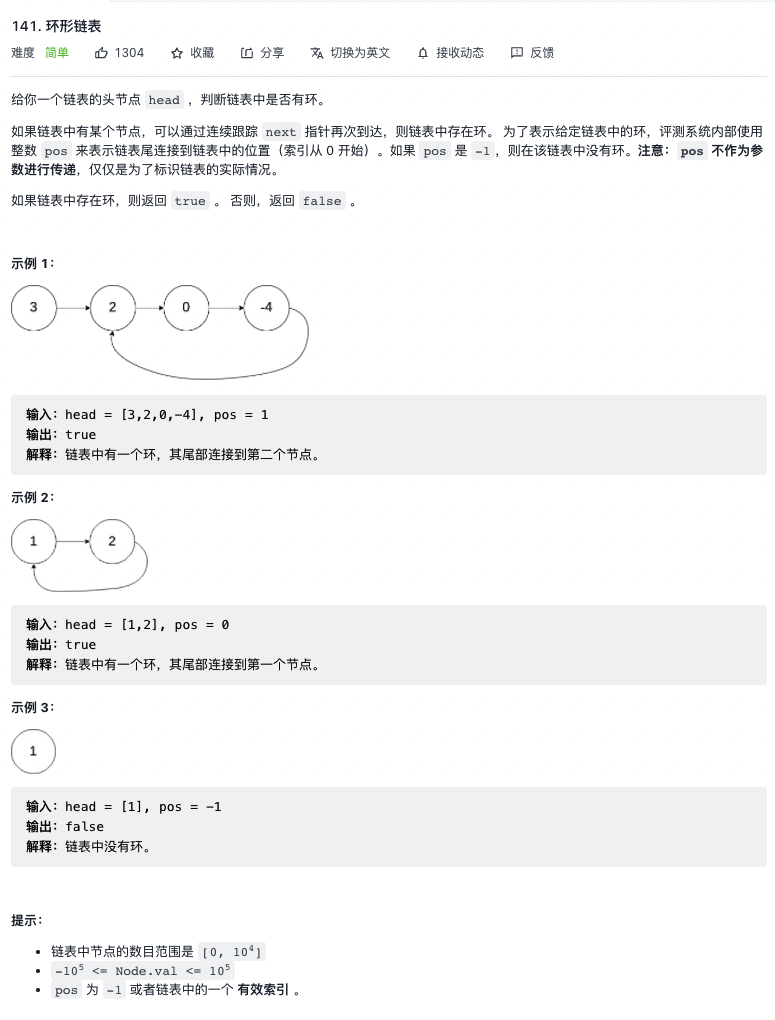 141. 环形链表
难度 简单 1304 收藏 分享 切换为英文 接收动态 反馈
给你一个链表的头节点 head ，判断链表中是否有环。
如果链表中有某个节点，可以通过连续跟踪 next 指针再次到达，则链表中存在环。 为了表示给定链表中的环，评测系统内部使用
整数 pos 来表示链表尾连接到链表中的位置（索引从 0 开始）。如果 pos 是 -1，则在该链表中没有环。注意：pos 不作为参
数进行传递，仅仅是为了标识链表的实际情况。
如果链表中存在环，则返回 true 。 否则，返回 false 。
示例 1：
3 2 0 -4
输入：head = [3,2,0,-4], pos = 1
输出：true
解释：链表中有一个环，其尾部连接到第二个节点。
示例 2：
1 2
输入：head = [1,2], pos = 0
输出：true
解释：链表中有一个环，其尾部连接到第一个节点。
示例 3：
1
输入：head = [1], pos = -1
输出：false
解释：链表中没有环。
提示：
• 链表中节点的数目范围是 [0, 10⁴]
• -10⁵ <= Node.val <= 10⁵
• pos 为 -1 或者链表中的一个 有效索引 。